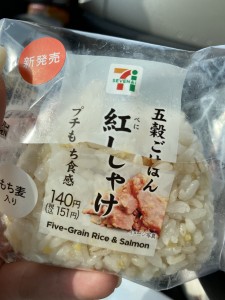 新発売
7
SEVEN & i
五穀ごはん
べに
紅しゃけ
プチもち食感
もち麦
入り
140円
税込 151円
Five-Grain Rice & Salmon